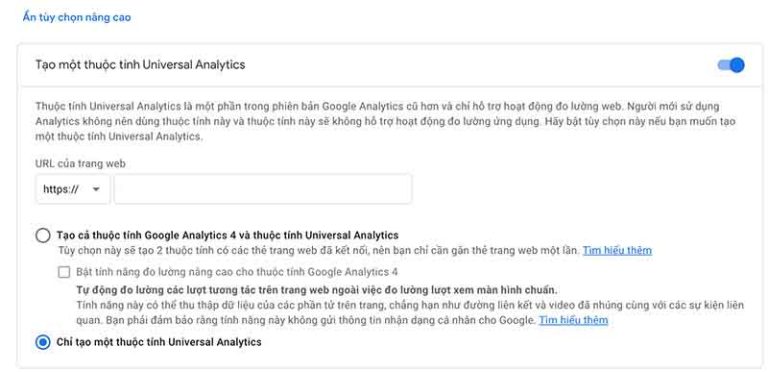 Ẩn tùy chọn nâng cao
Tạo một thuộc tính Universal Analytics
Thuộc tính Universal Analytics là một phần trong phiên bản Google Analytics cũ hơn và chỉ hỗ trợ hoạt động đo lường web. Người mới sử dụng
Analytics không nên dùng thuộc tính này và thuộc tính này sẽ không hỗ trợ hoạt động đo lường ứng dụng. Hãy bật tùy chọn này nếu bạn muốn tạo
một thuộc tính Universal Analytics.
URL của trang web
https://
Tạo cả thuộc tính Google Analytics 4 và thuộc tính Universal Analytics
Tùy chọn này sẽ tạo 2 thuộc tính có các thẻ trang web đã kết nối, nên bạn chỉ cần gắn thẻ trang web một lần. Tìm hiểu thêm
Bật tính năng đo lường nâng cao cho thuộc tính Google Analytics 4
Tự động đo lường các lượt tương tác trên trang web ngoài việc đo lường lượt xem màn hình chuẩn.
Tính năng này có thể thu thập dữ liệu của các phần tử trên trang, chẳng hạn như đường liên kết và video đã nhúng cùng với các sự kiện liên
quan. Bạn phải đảm bảo rằng tính năng này không gửi thông tin nhận dạng cá nhân cho Google. Tìm hiểu thêm
Chỉ tạo một thuộc tính Universal Analytics